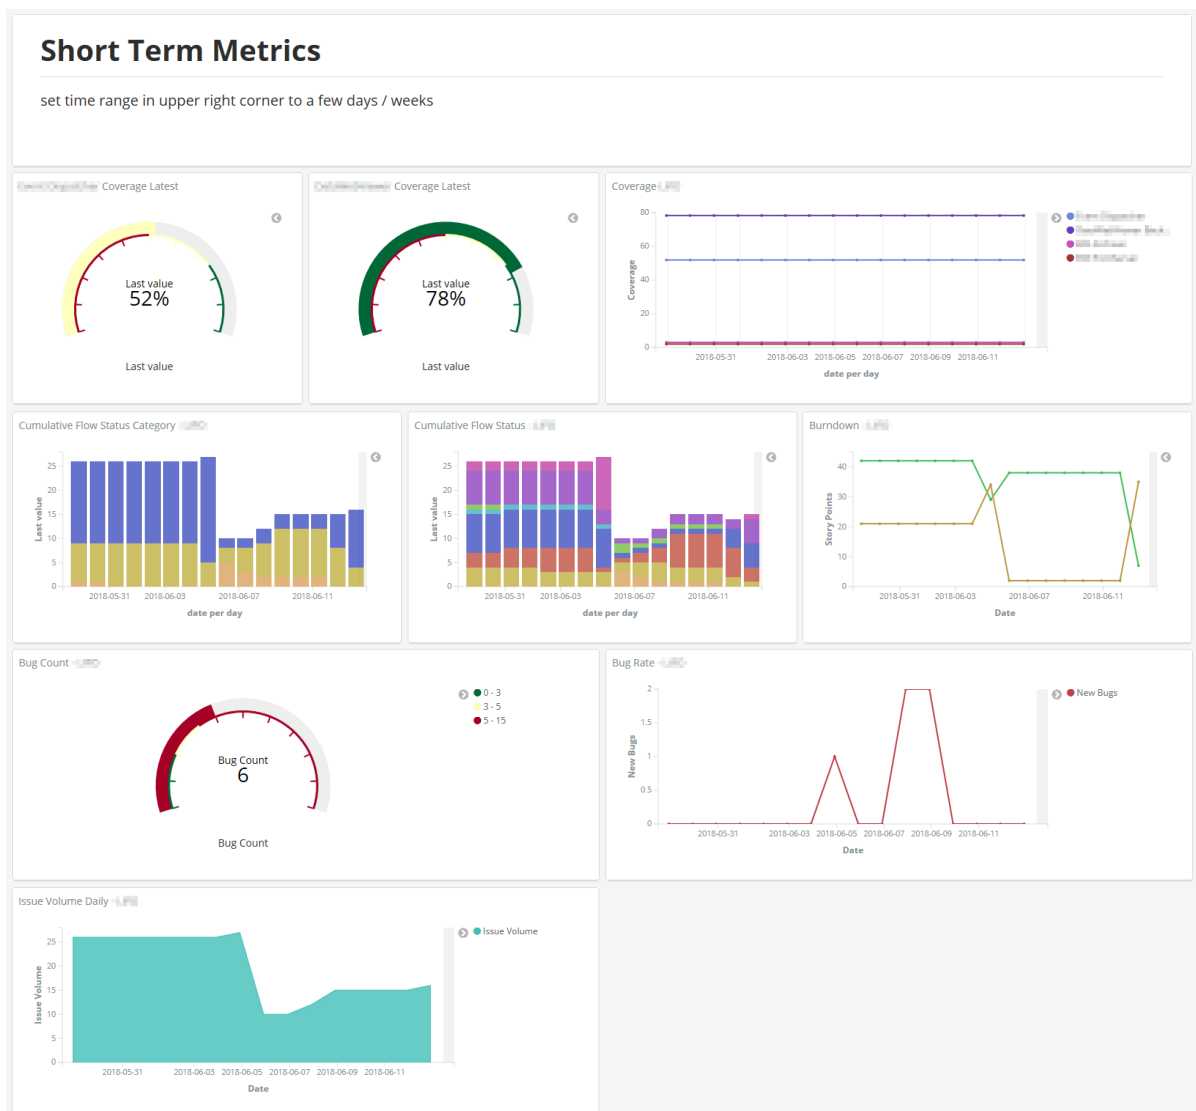 Short Term Metrics
set time range in upper right corner to a few days / weeks
Coverage Latest
Last value
52%
Last value
Coverage Latest
Last value
78%
Last value
Coverage
80
60
40
20
0
Coverage
2018-05-31 2018-06-03 2018-06-05 2018-06-07 2018-06-09 2018-06-11
date per day
Cumulative Flow Status Category
25
20
15
10
5
0
Last value
2018-05-31 2018-06-03 2018-06-07 2018-06-11
date per day
Cumulative Flow Status
25
20
15
10
5
0
Last value
2018-05-31 2018-06-03 2018-06-07 2018-06-11
date per day
Burndown
40
30
20
10
0
Story Points
2018-05-31 2018-06-03 2018-06-07 2018-06-11
Date
Bug Count
Bug Count
6
Bug Count
0 - 3
3 - 5
5 - 15
Bug Rate
2
1.5
1
0.5
0
New Bugs
2018-05-31 2018-06-03 2018-06-05 2018-06-07 2018-06-09 2018-06-11
Date
New Bugs
Issue Volume Daily
25
20
15
10
5
0
Issue Volume
2018-05-31 2018-06-03 2018-06-05 2018-06-07 2018-06-09 2018-06-11
Date
Issue Volume